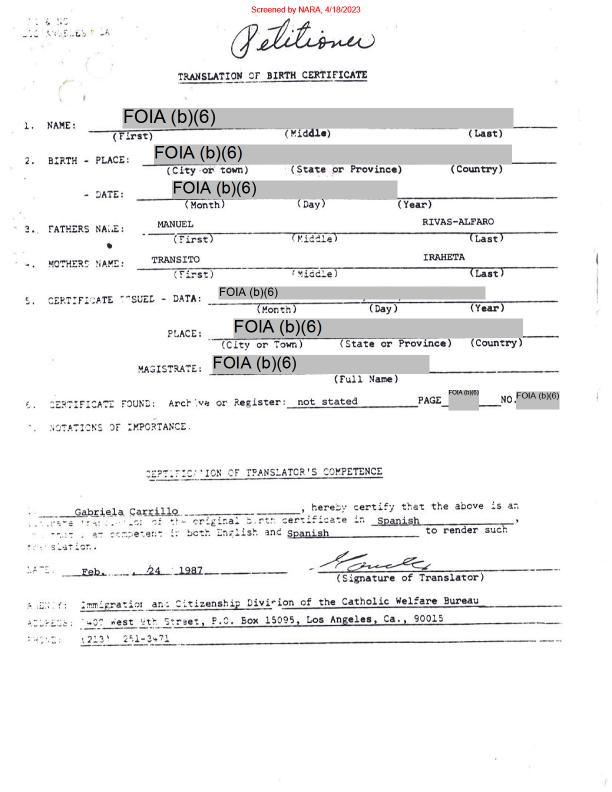 Screened by NARA, 4/18/2023
& NO
LOS ANGELES CA
Petitioner
TRANSLATION OF BIRTH CERTIFICATE
1. NAME: FOIA (b)(6)
(First) (Middle) (Last)
2. BIRTH - PLACE: FOIA (b)(6)
(City or town) (State or Province) (Country)
- DATE: FOIA (b)(6)
(Month) (Day) (Year)
3. FATHERS NAME: MANUEL RIVAS-ALFARO
(First) (Middle) (Last)
4. MOTHERS NAME: TRANSITO IRAHETA
(First) (Middle) (Last)
5. CERTIFICATE ISSUED - DATA: FOIA (b)(6)
(Month) (Day) (Year)
PLACE: FOIA (b)(6)
(City or Town) (State or Province) (Country)
MAGISTRATE: FOIA (b)(6)
(Full Name)
6. CERTIFICATE FOUND: Archive or Register: not stated PAGE FOIA (b)(6) NO. FOIA (b)(6)
7. NOTATIONS OF IMPORTANCE.
CERTIFICATION OF TRANSLATOR'S COMPETENCE
Gabriela Carrillo, hereby certify that the above is an
accurate translation of the original birth certificate in Spanish,
am competent in both English and Spanish to render such
translation.
DATE: Feb. 24 1987
(Signature of Translator)
AGENCY: Immigration and Citizenship Division of the Catholic Welfare Bureau
ADDRESS: 1400 West 9th Street, P.O. Box 15095, Los Angeles, Ca., 90015
PHONE: (213) 251-3471